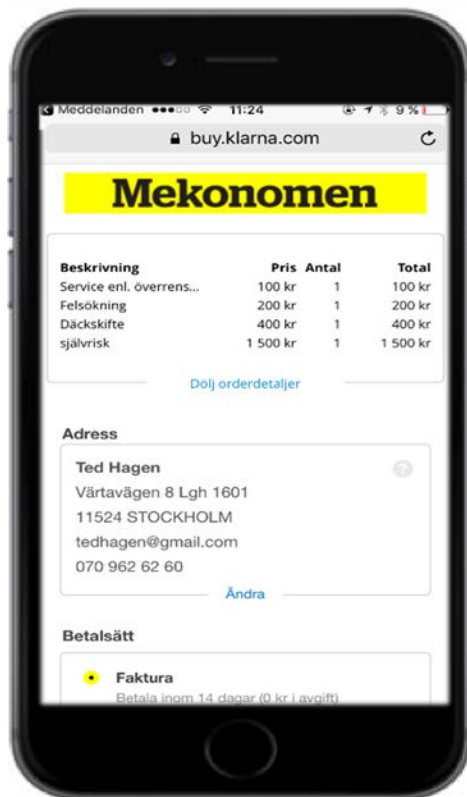 Meddelanden 11:24 9 %
buy.klarna.com
Mekonomen
Beskrivning Pris Antal Total
Service enl. överrens... 100 kr 1 100 kr
Felsökning 200 kr 1 200 kr
Däckskifte 400 kr 1 400 kr
självrisk 1 500 kr 1 1 500 kr
Dölj orderdetaljer
Adress
Ted Hagen
?
Värtavägen 8 Lgh 1601
11524 STOCKHOLM
tedhagen@gmail.com
070 962 62 60
Ändra
Betalsätt
Faktura
Betala inom 14 dagar (0 kr i avgift)